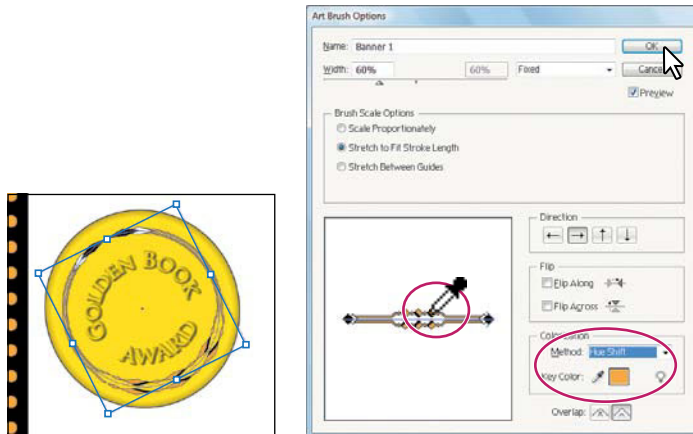 GOLDEN BOOK
AWARD
Art Brush Options
Name: Banner 1
OK
Width: 60% 60% Fixed
Cancel
Preview
Brush Scale Options
Scale Proportionately
Stretch to Fit Stroke Length
Stretch Between Guides
Direction
Flip
Flip Along
Flip Across
Colorization
Method: Hue Shift
Key Color:
Overlap: